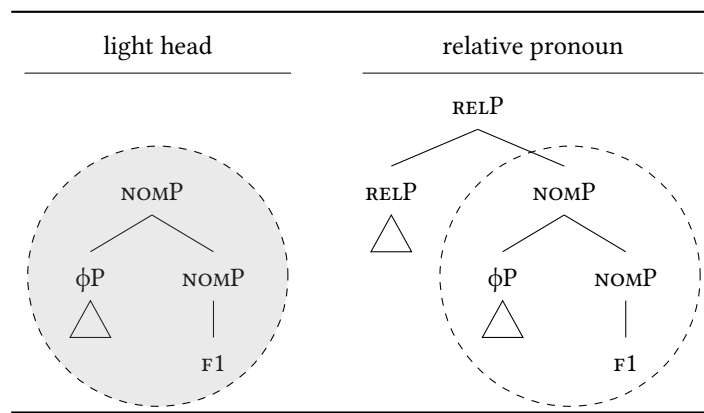 light head relative pronoun
RELP
NOMP RELP NOMP
ϕP NOMP ϕP NOMP
F1 F1